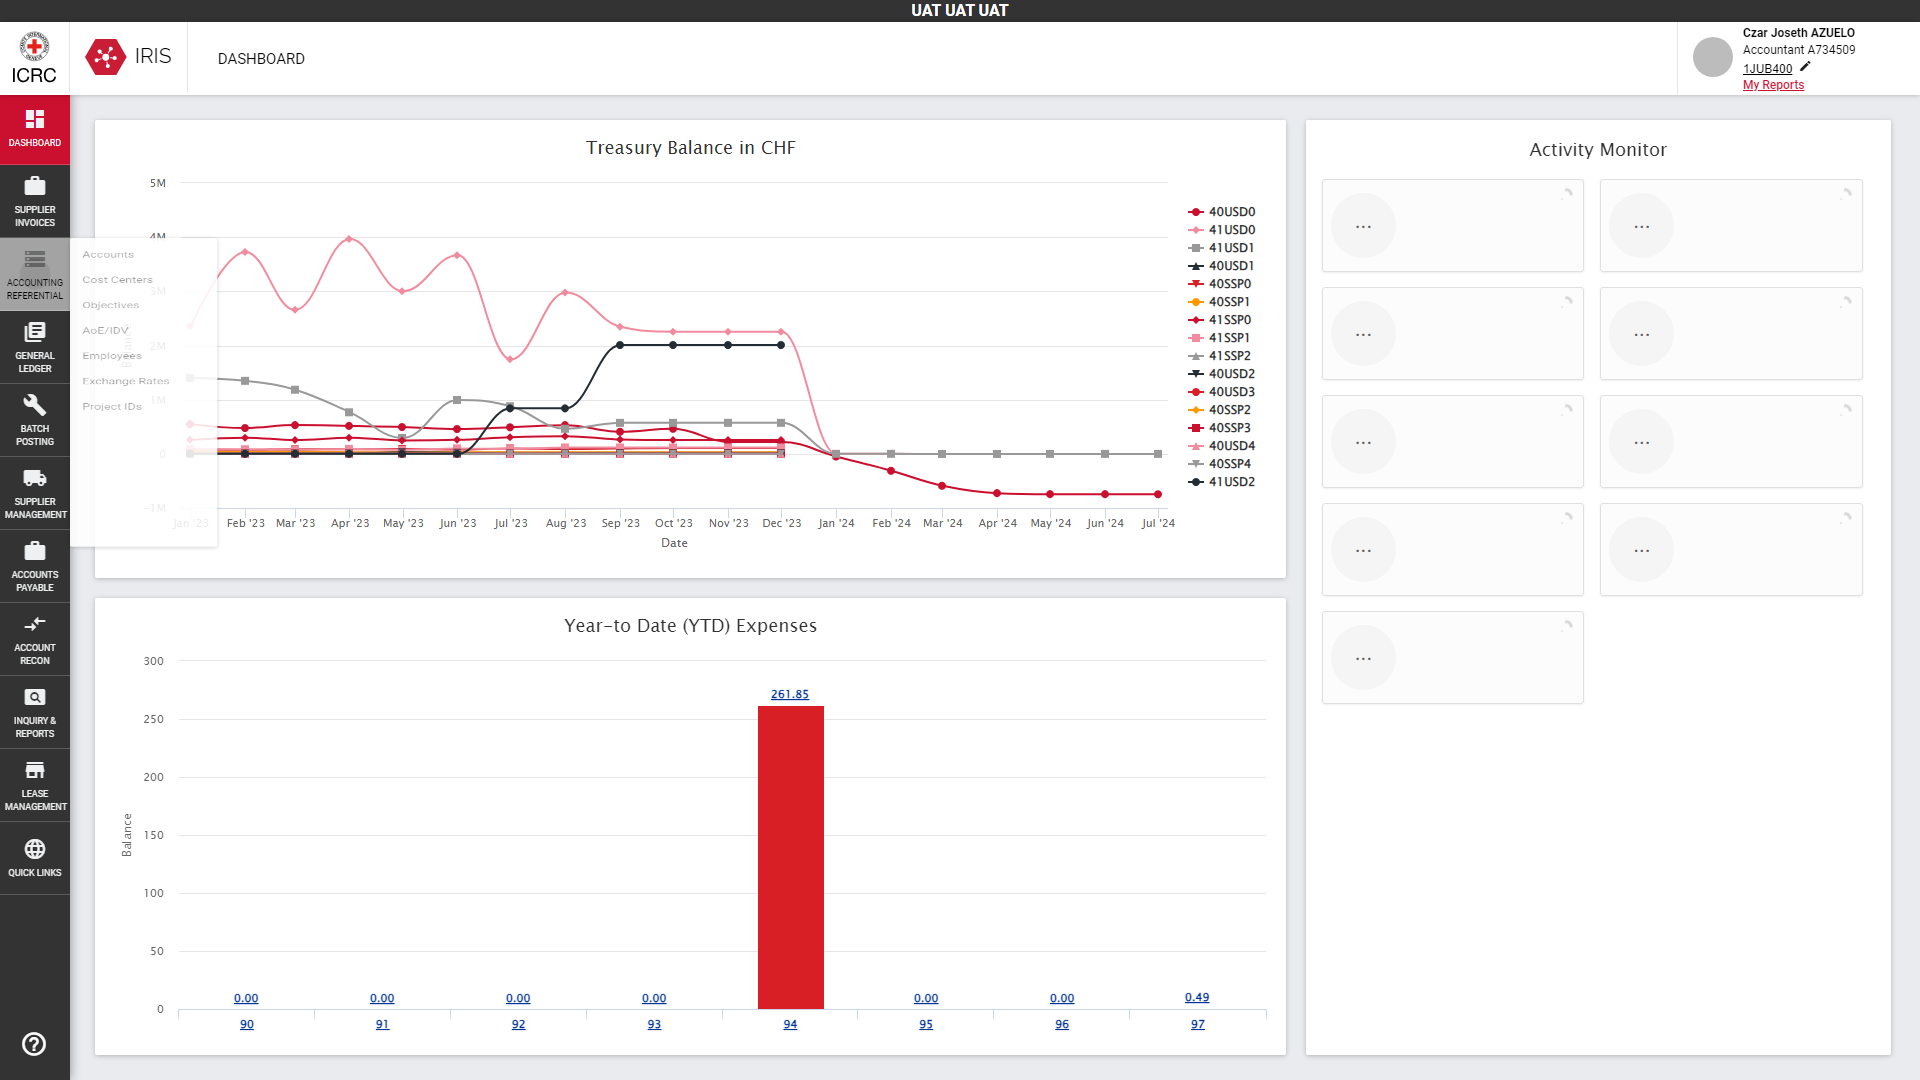 UAT UAT UAT
ICRC
IRIS
DASHBOARD
Czar Joseth AZUELO
Accountant A734509
1JUB400
My Reports
DASHBOARD
SUPPLIER
INVOICES
ACCOUNTING
REFERENTIAL
GENERAL
LEDGER
BATCH
POSTING
SUPPLIER
MANAGEMENT
ACCOUNTS
PAYABLE
ACCOUNT
RECON
INQUIRY &
REPORTS
LEASE
MANAGEMENT
QUICK LINKS
Accounts
Cost Centers
Objectives
AoE/IDV
Employees
Exchange Rates
Project IDs
Treasury Balance in CHF
5M
4M
3M
2M
1M
0
-1M
Jan '23 Feb '23 Mar '23 Apr '23 May '23 Jun '23 Jul '23 Aug '23 Sep '23 Oct '23 Nov '23 Dec '23 Jan '24 Feb '24 Mar '24 Apr '24 May '24 Jun '24 Jul '24
Date
40USD0
41USD0
41USD1
40USD1
40SSP0
40SSP1
41SSP0
41SSP1
41SSP2
40USD2
40USD3
40SSP2
40SSP3
40USD4
40SSP4
41USD2
Year-to Date (YTD) Expenses
Balance
300
250
200
150
100
50
0
0.00 0.00 0.00 0.00 261.85 0.00 0.00 0.49
90 91 92 93 94 95 96 97
Activity Monitor
... ...
... ...
... ...
... ...
...